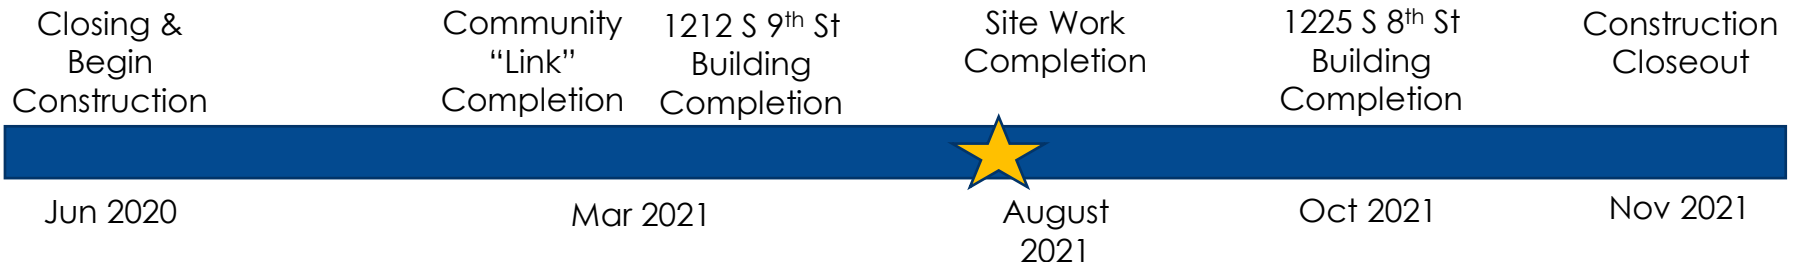 Closing &
Begin
Construction
Community
“Link”
Completion
1212 S 9th St
Building
Completion
Site Work
Completion
1225 S 8th St
Building
Completion
Construction
Closeout
Jun 2020
Mar 2021
August
2021
Oct 2021
Nov 2021